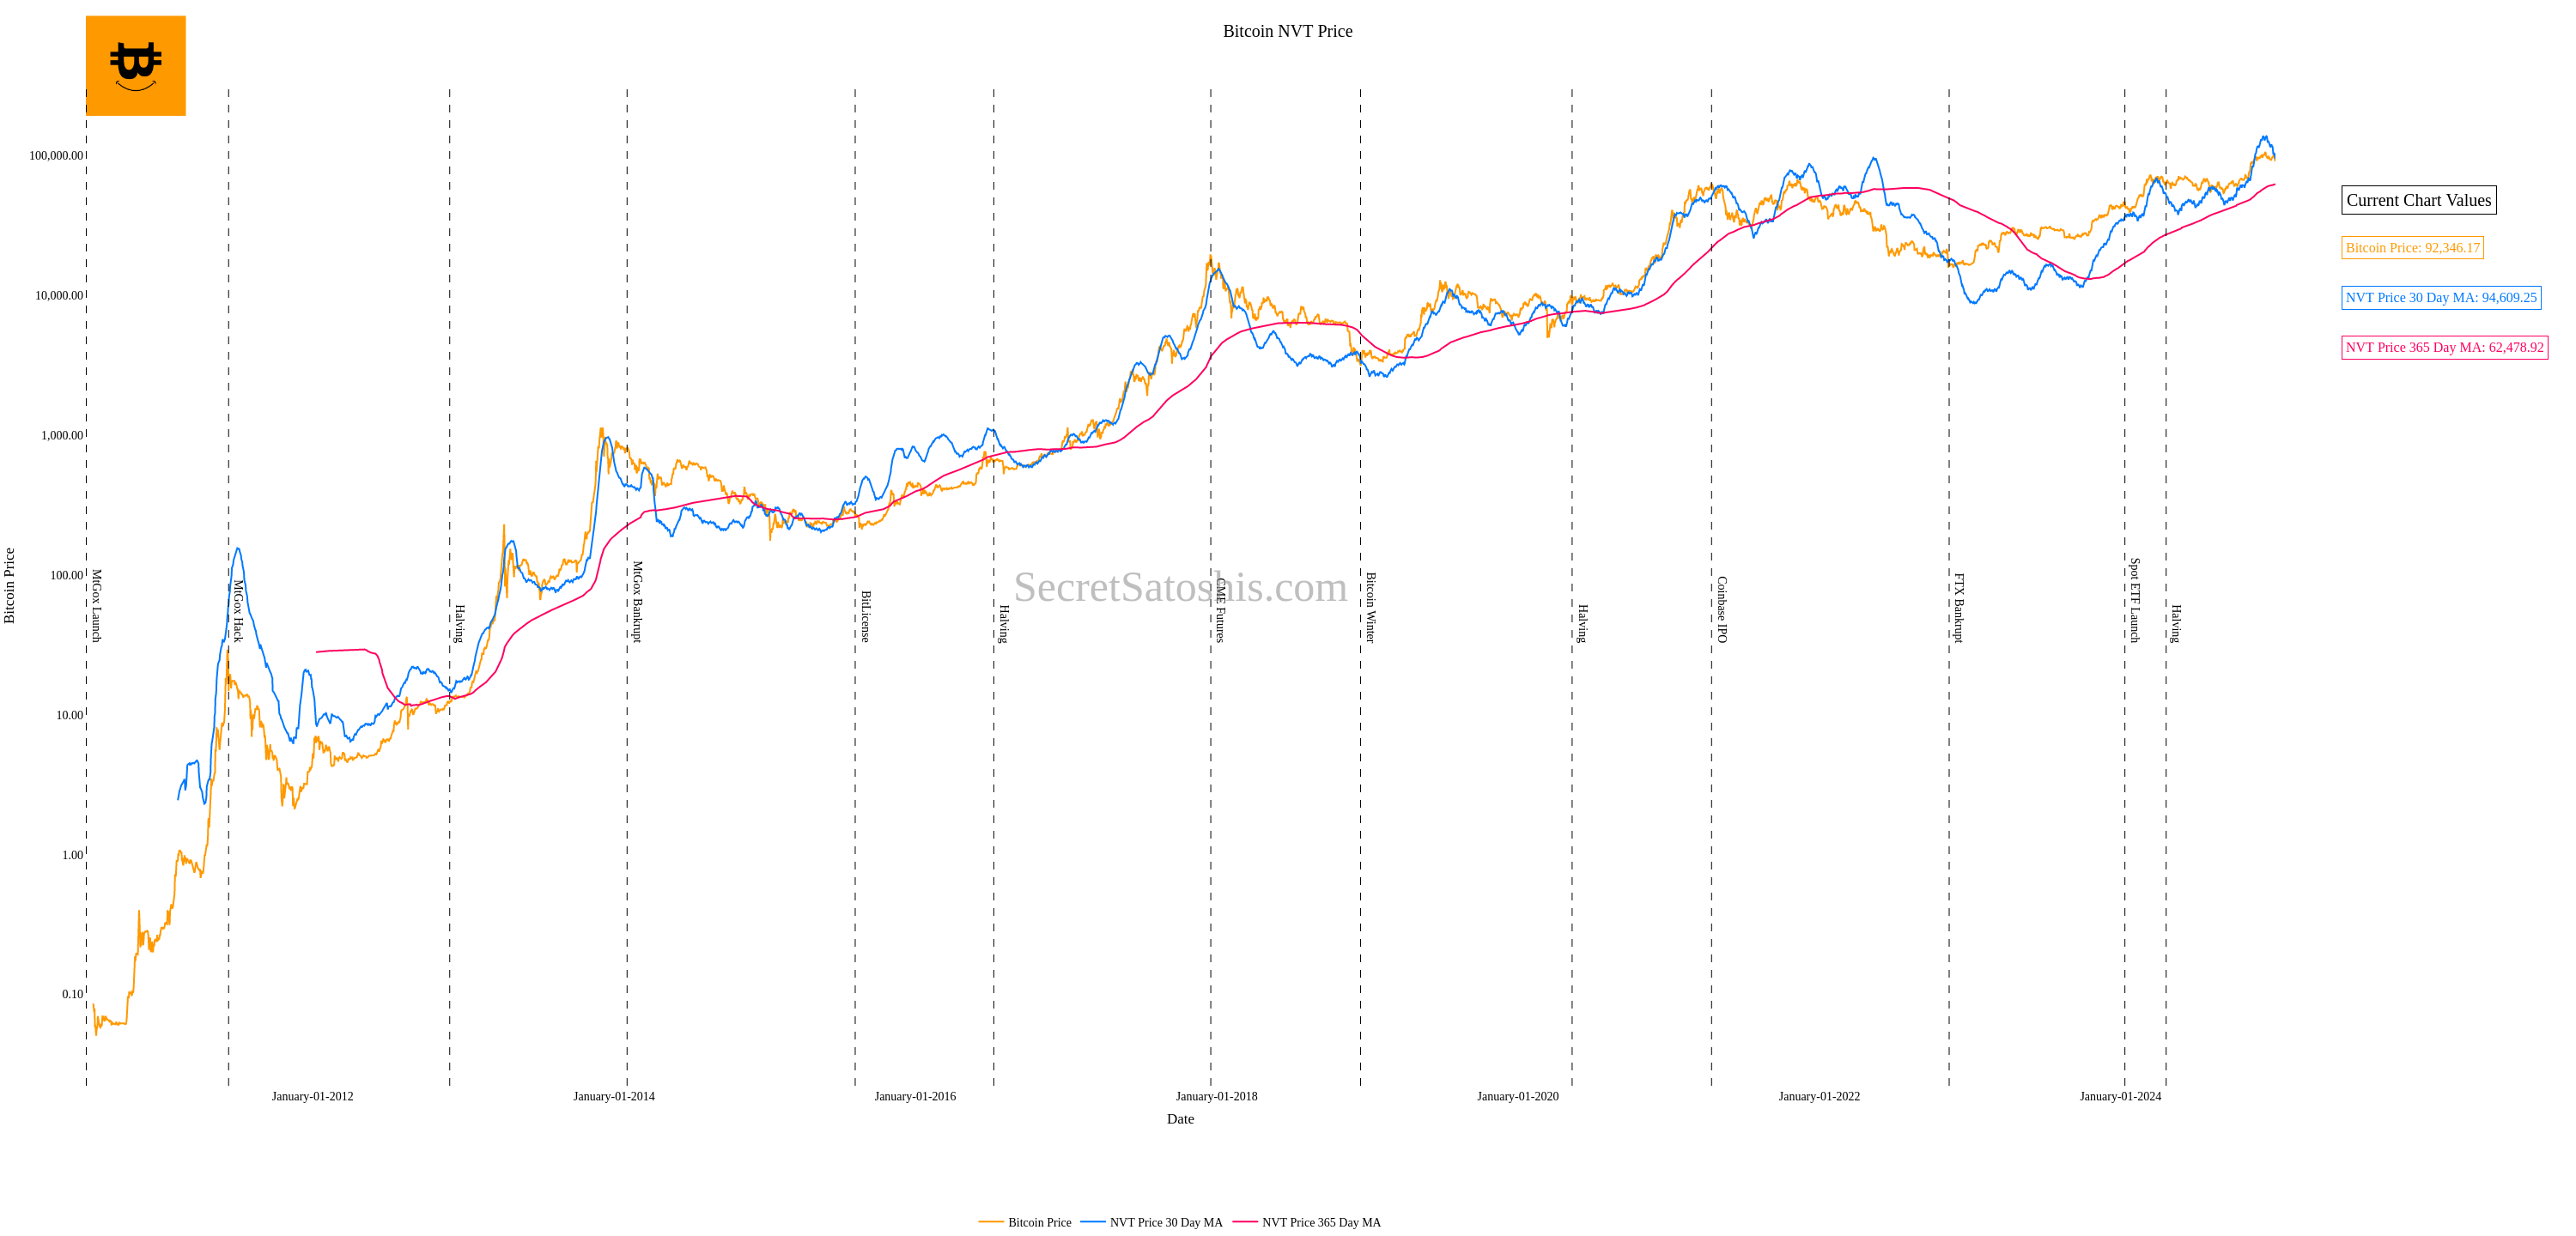 Bitcoin NVT Price
100,000.00
10,000.00
1,000.00
100.00
10.00
1.00
0.10
Bitcoin Price
MtGox Launch
MtGox Hack
Halving
MtGox Bankrupt
BitLicense
Halving
CME Futures
Bitcoin Winter
Halving
Coinbase IPO
FTX Bankrupt
Spot ETF Launch
Halving
SecretSatoshis.com
Current Chart Values
Bitcoin Price: 92,346.17
NVT Price 30 Day MA: 94,609.25
NVT Price 365 Day MA: 62,478.92
January-01-2012
January-01-2014
January-01-2016
January-01-2018
January-01-2020
January-01-2022
January-01-2024
Date
Bitcoin Price
NVT Price 30 Day MA
NVT Price 365 Day MA